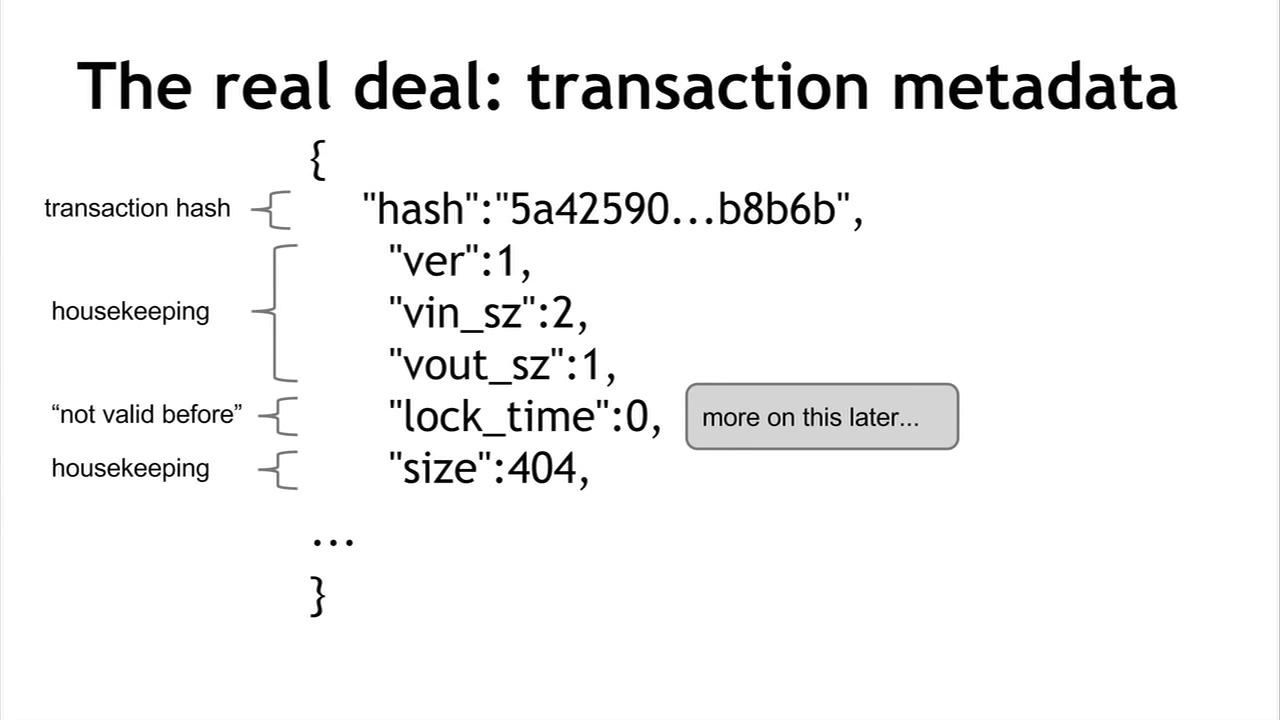 The real deal: transaction metadata
{
transaction hash
"hash":"5a42590...b8b6b",
"ver":1,
housekeeping
"vin_sz":2,
"vout_sz":1,
“not valid before”
"lock_time":0,
more on this later...
housekeeping
"size":404,
...
}